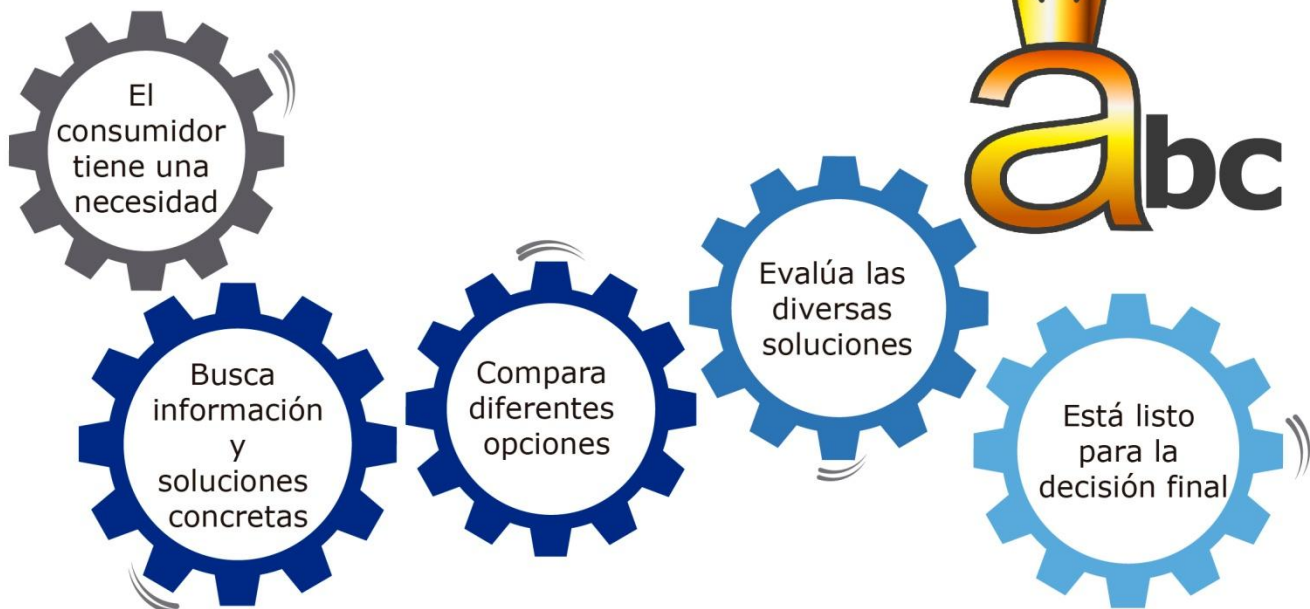 El
consumidor
tiene una
necesidad
Busca
información
y
soluciones
concretas
Compara
diferentes
opciones
Evalúa las
diversas
soluciones
Está listo
para la
decisión final
abc